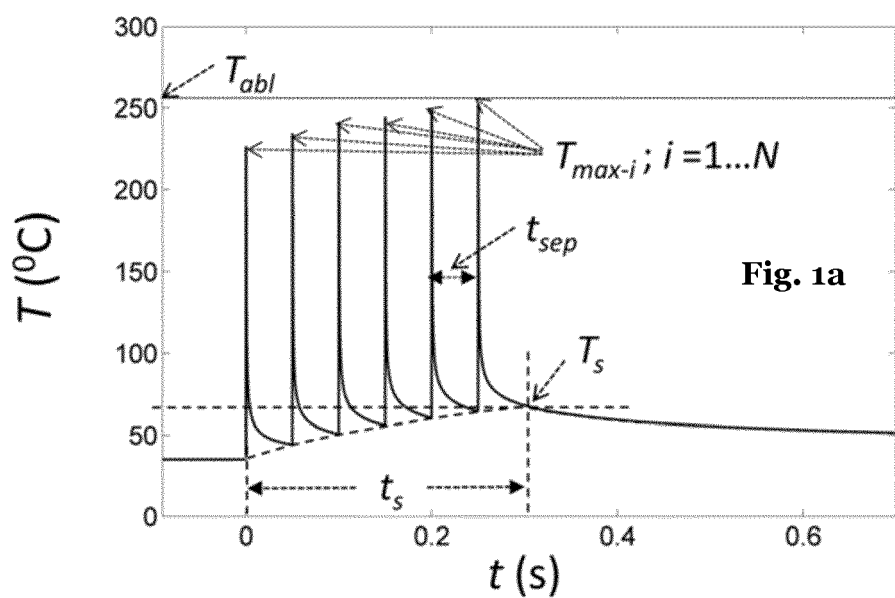 300
T_abl
250
T_max-i ; i =1...N
200
t_sep
T (⁰C)
150
Fig. 1a
100
T_s
50
t_s
0
0 0.2 0.4 0.6
t (s)